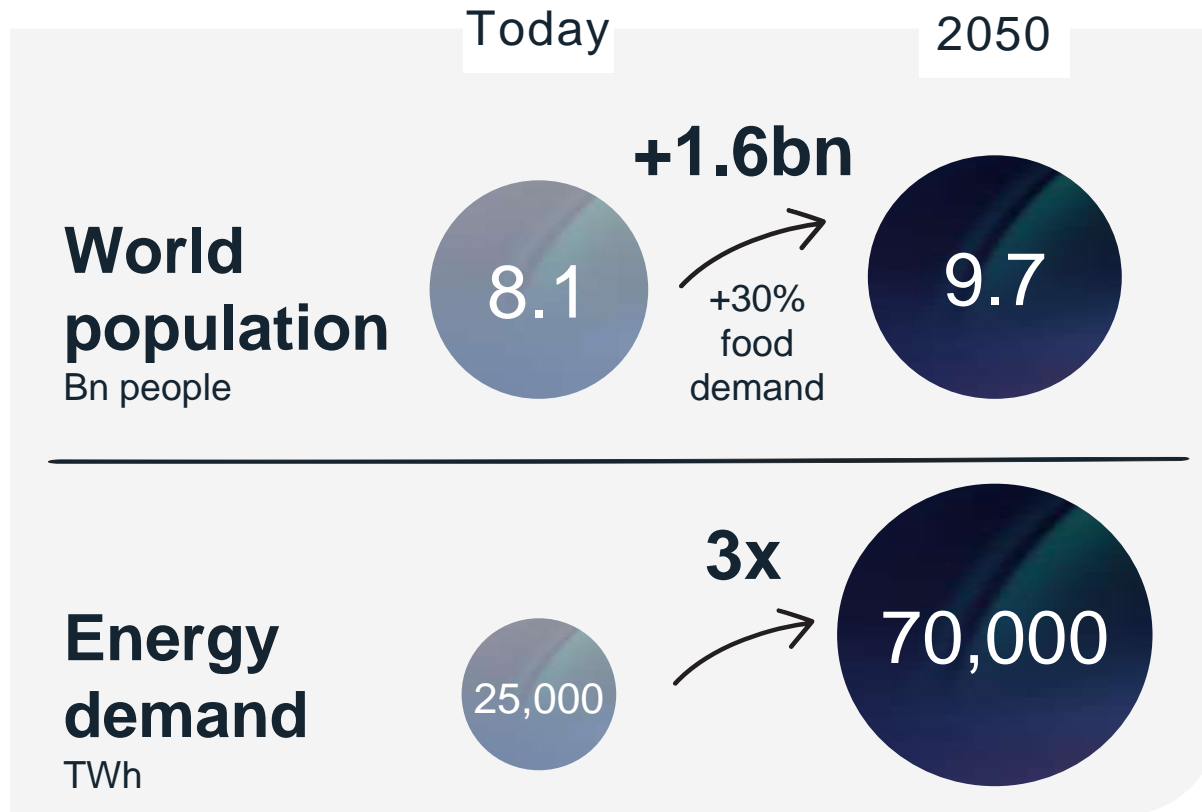 Today
2050
World
population
Bn people
8.1
+1.6bn
+30%
food
demand
9.7
Energy
demand
TWh
25,000
3x
70,000